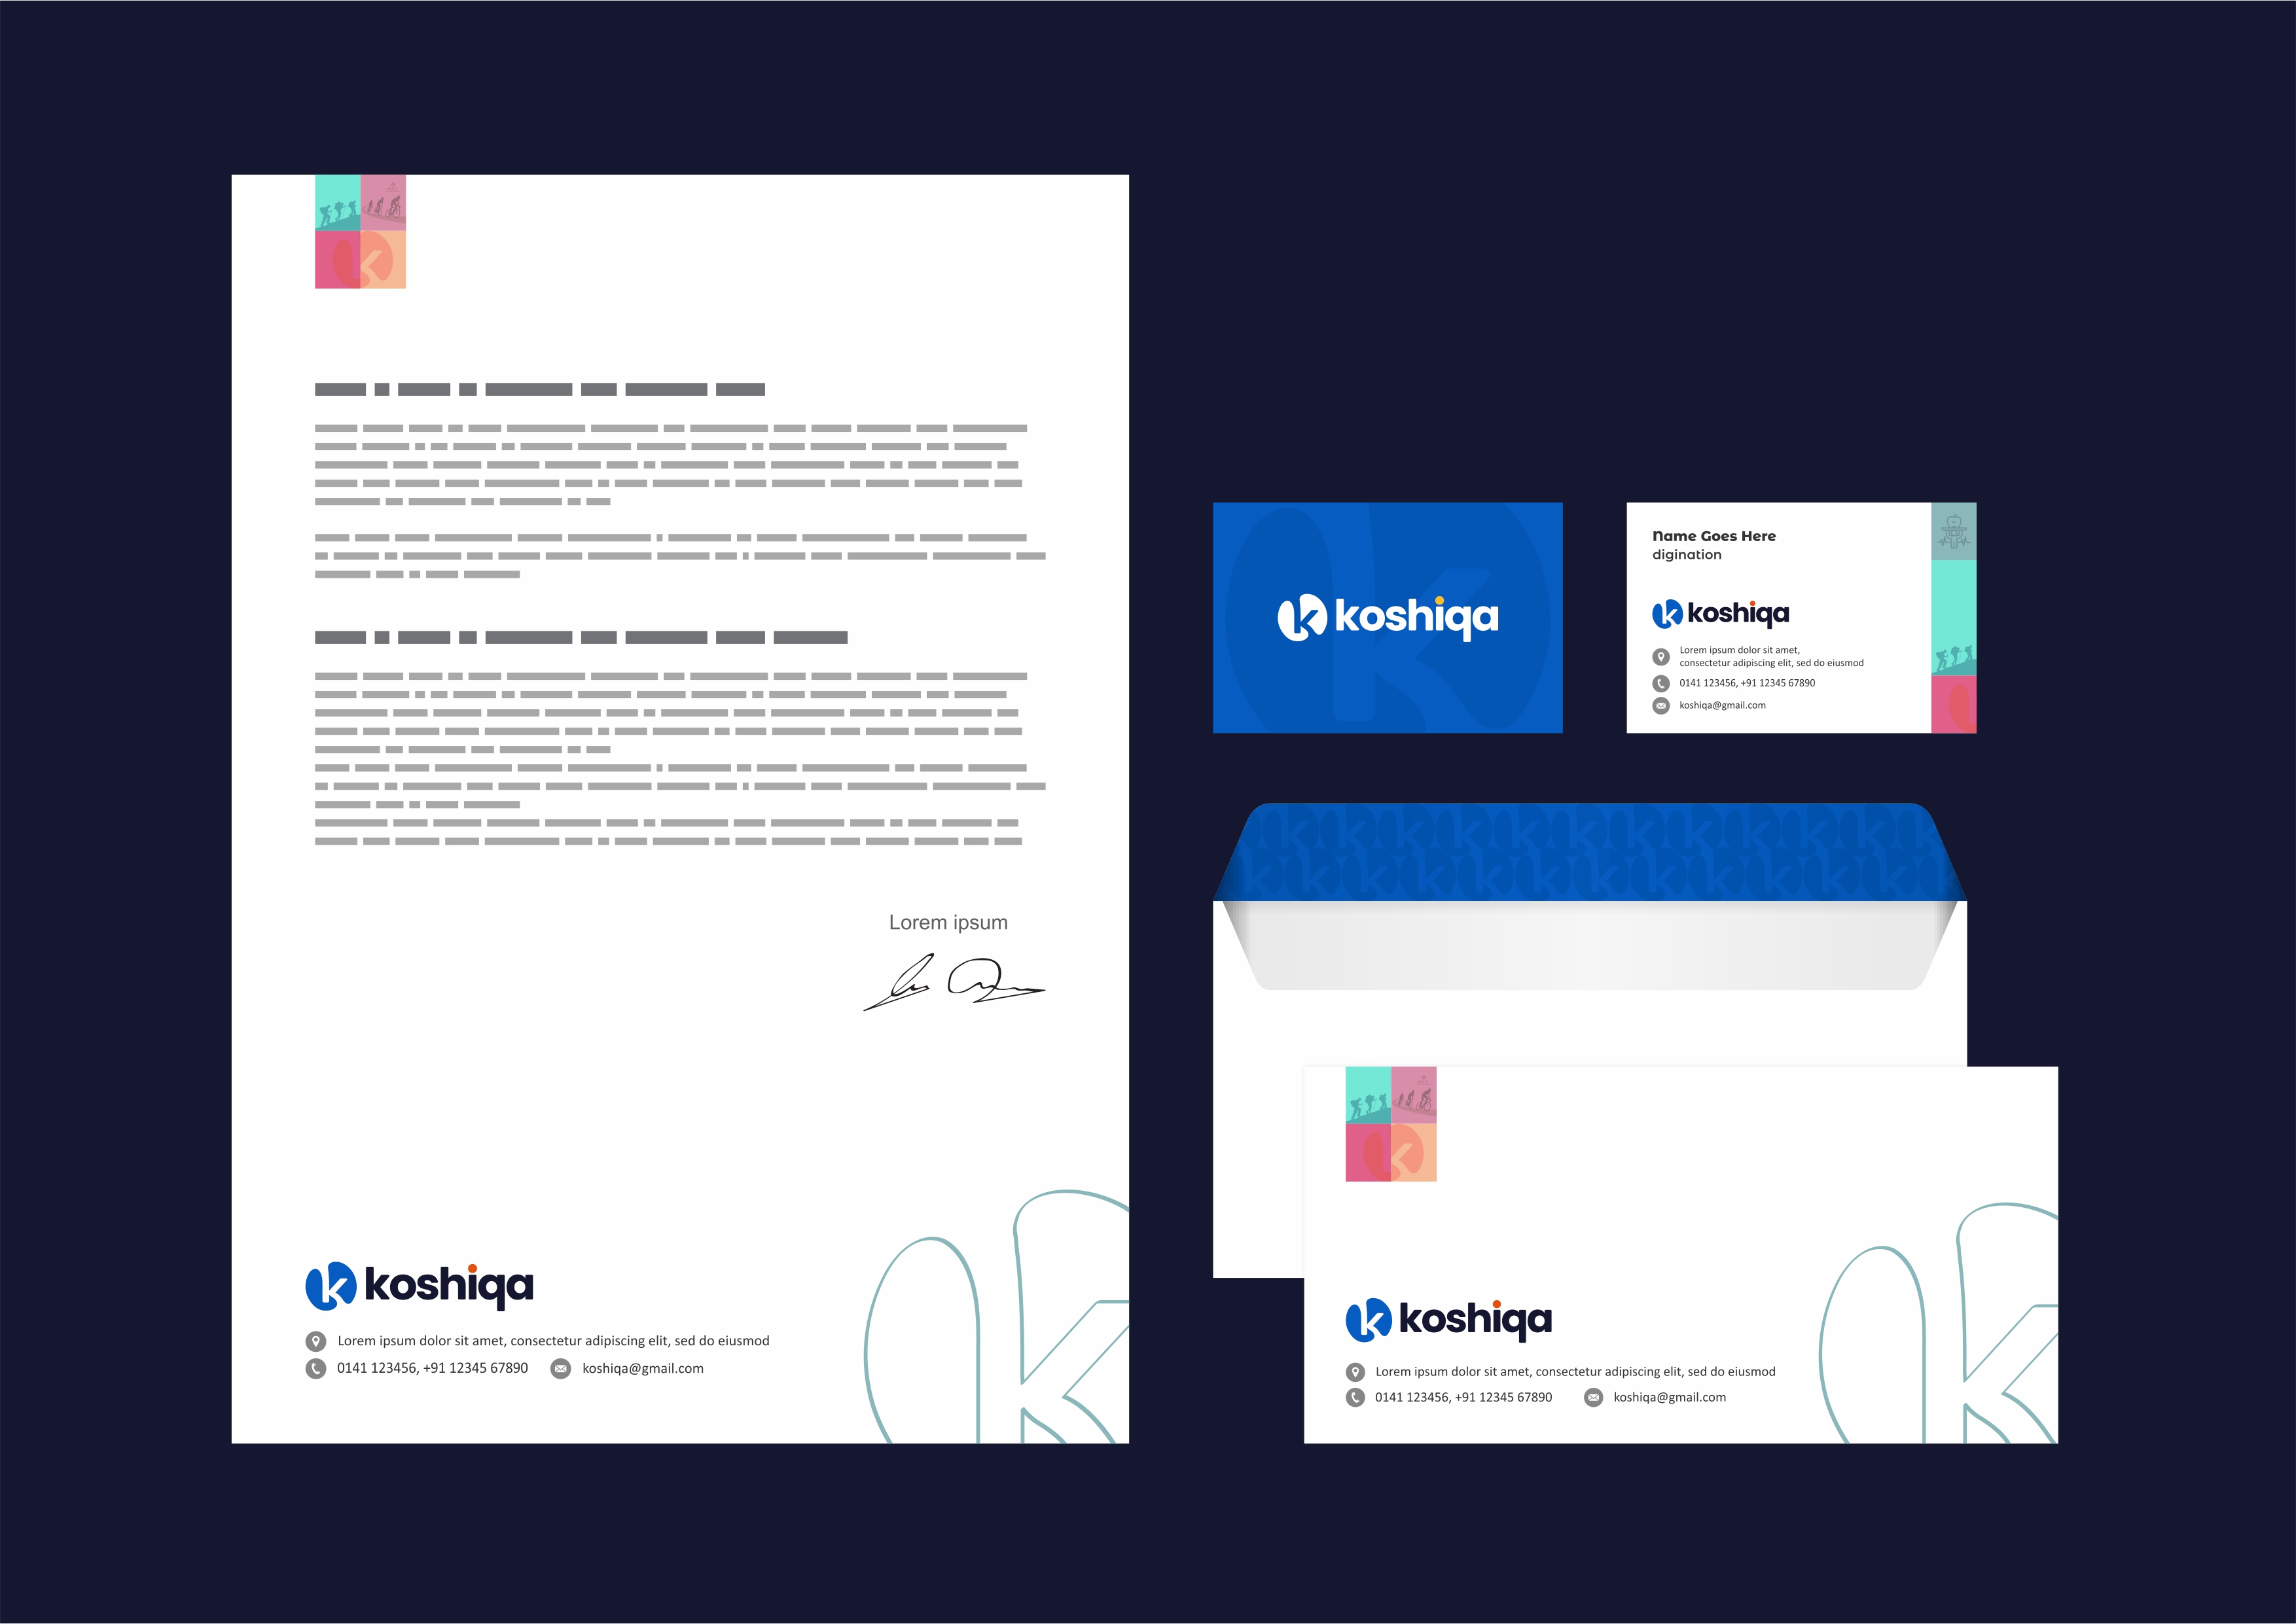 Lorem ipsum
koshiqa
Lorem ipsum dolor sit amet, consectetur adipiscing elit, sed do eiusmod
0141 123456, +91 12345 67890 koshiqa@gmail.com
koshiqa
Name Goes Here
digination
koshiqa
Lorem ipsum dolor sit amet,
consectetur adipiscing elit, sed do eiusmod
0141 123456, +91 12345 67890
koshiqa@gmail.com
koshiqa
Lorem ipsum dolor sit amet, consectetur adipiscing elit, sed do eiusmod
0141 123456, +91 12345 67890 koshiqa@gmail.com